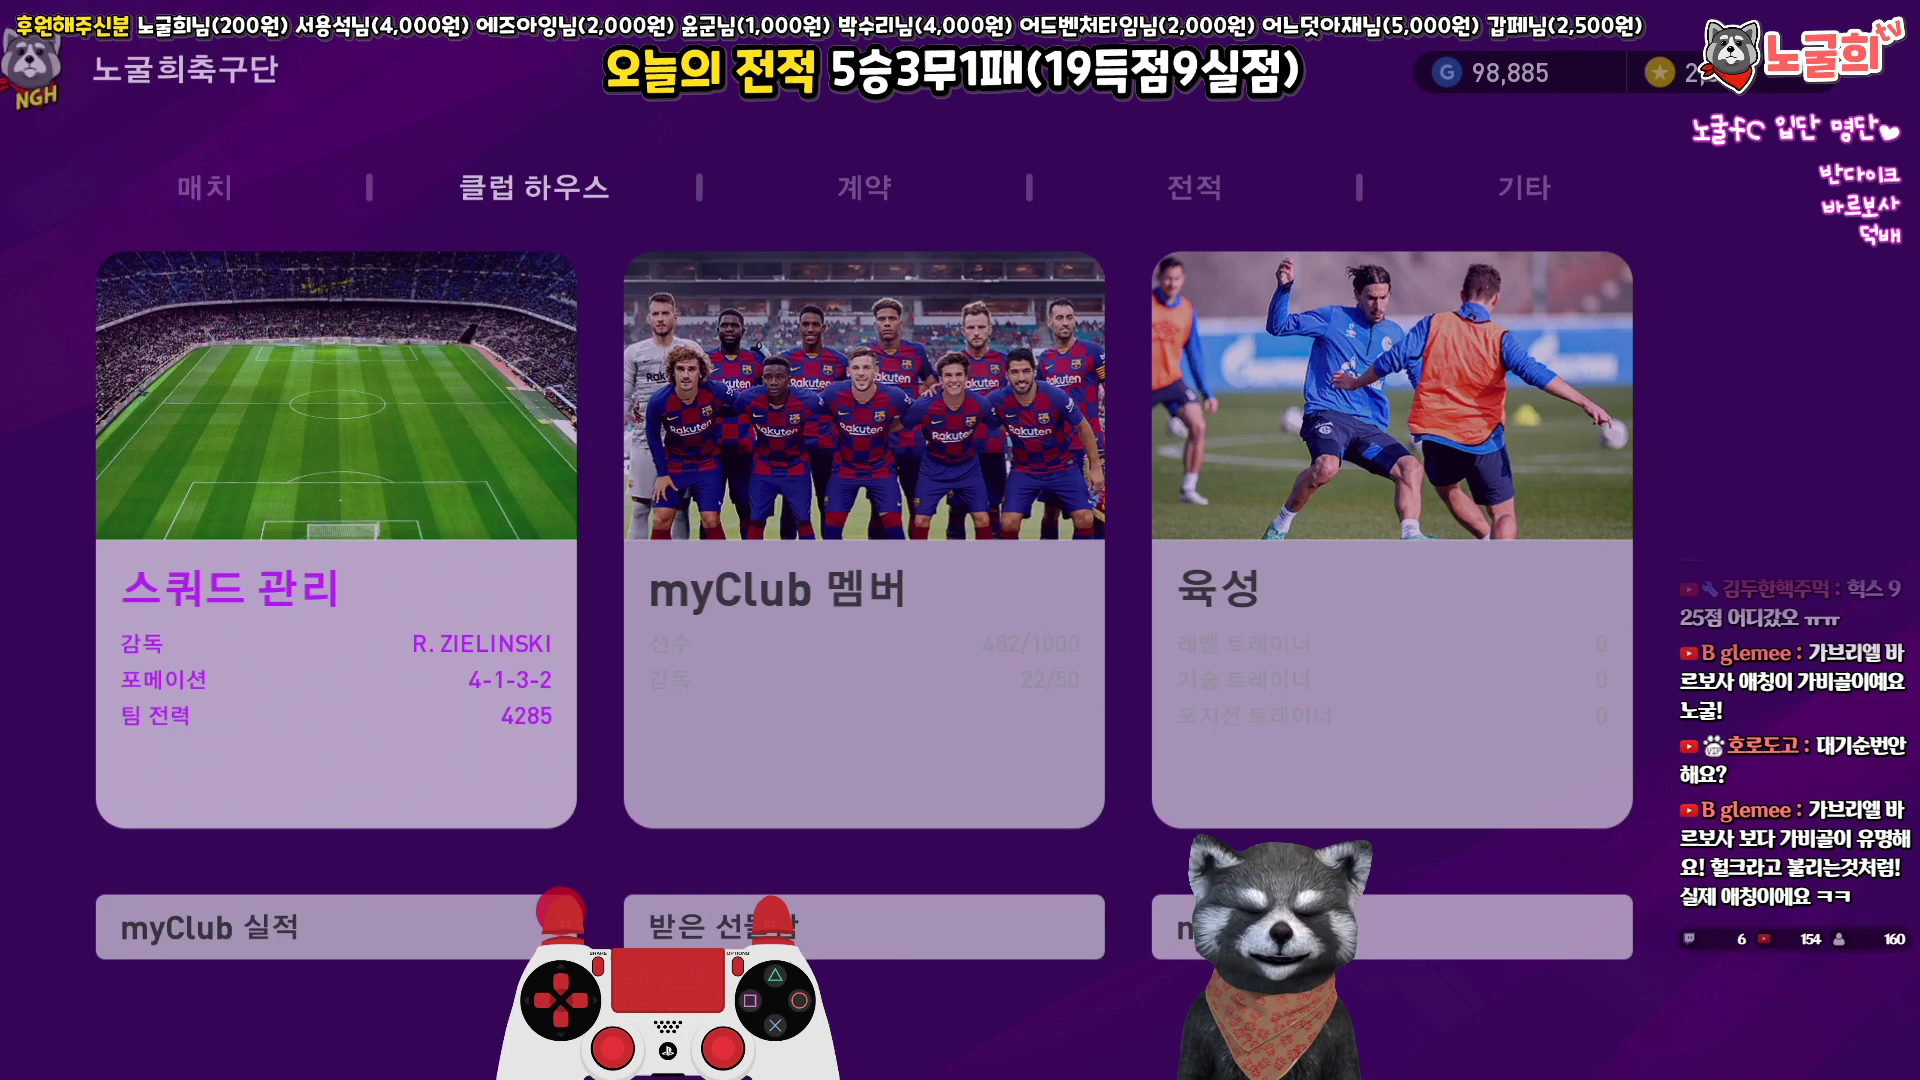 후원해주신분 노굴희님(200원) 서용석님(4,000원) 에즈아잉님(2,000원) 윤군님(1,000원) 박수리님(4,000원) 어드벤처타임님(2,000원) 어느덧아재님(5,000원) 갑페님(2,500원)
NGH
노굴희축구단
오늘의 전적 5승3무1패(19득점9실점)
G 98,885
노굴희tv
노굴fc 입단 명단
반다이크
바르보사
덕배
매치
클럽 하우스
계약
전적
기타
Rakuten
스쿼드 관리
감독 R. ZIELINSKI
포메이션 4-1-3-2
팀 전력 4285
myClub 멤버
선수 482/1000
감독 22/50
육성
레벨 트레이너 0
기술 트레이너 0
포지션 트레이너 0
김두한핵주먹 : 헉스 9
25점 어디갔오 ㅠㅠ
B glemee : 가브리엘 바
르보사 애칭이 가비골이예요
노굴!
VIP 호로도고 : 대기순번안
해요?
B glemee : 가브리엘 바
르보사 보다 가비골이 유명해
요! 헐크라고 불리는것처럼!
실제 애칭이에요 ㅋㅋ
6 154 160
myClub 실적
받은 선물함
SHARE
OPTIONS